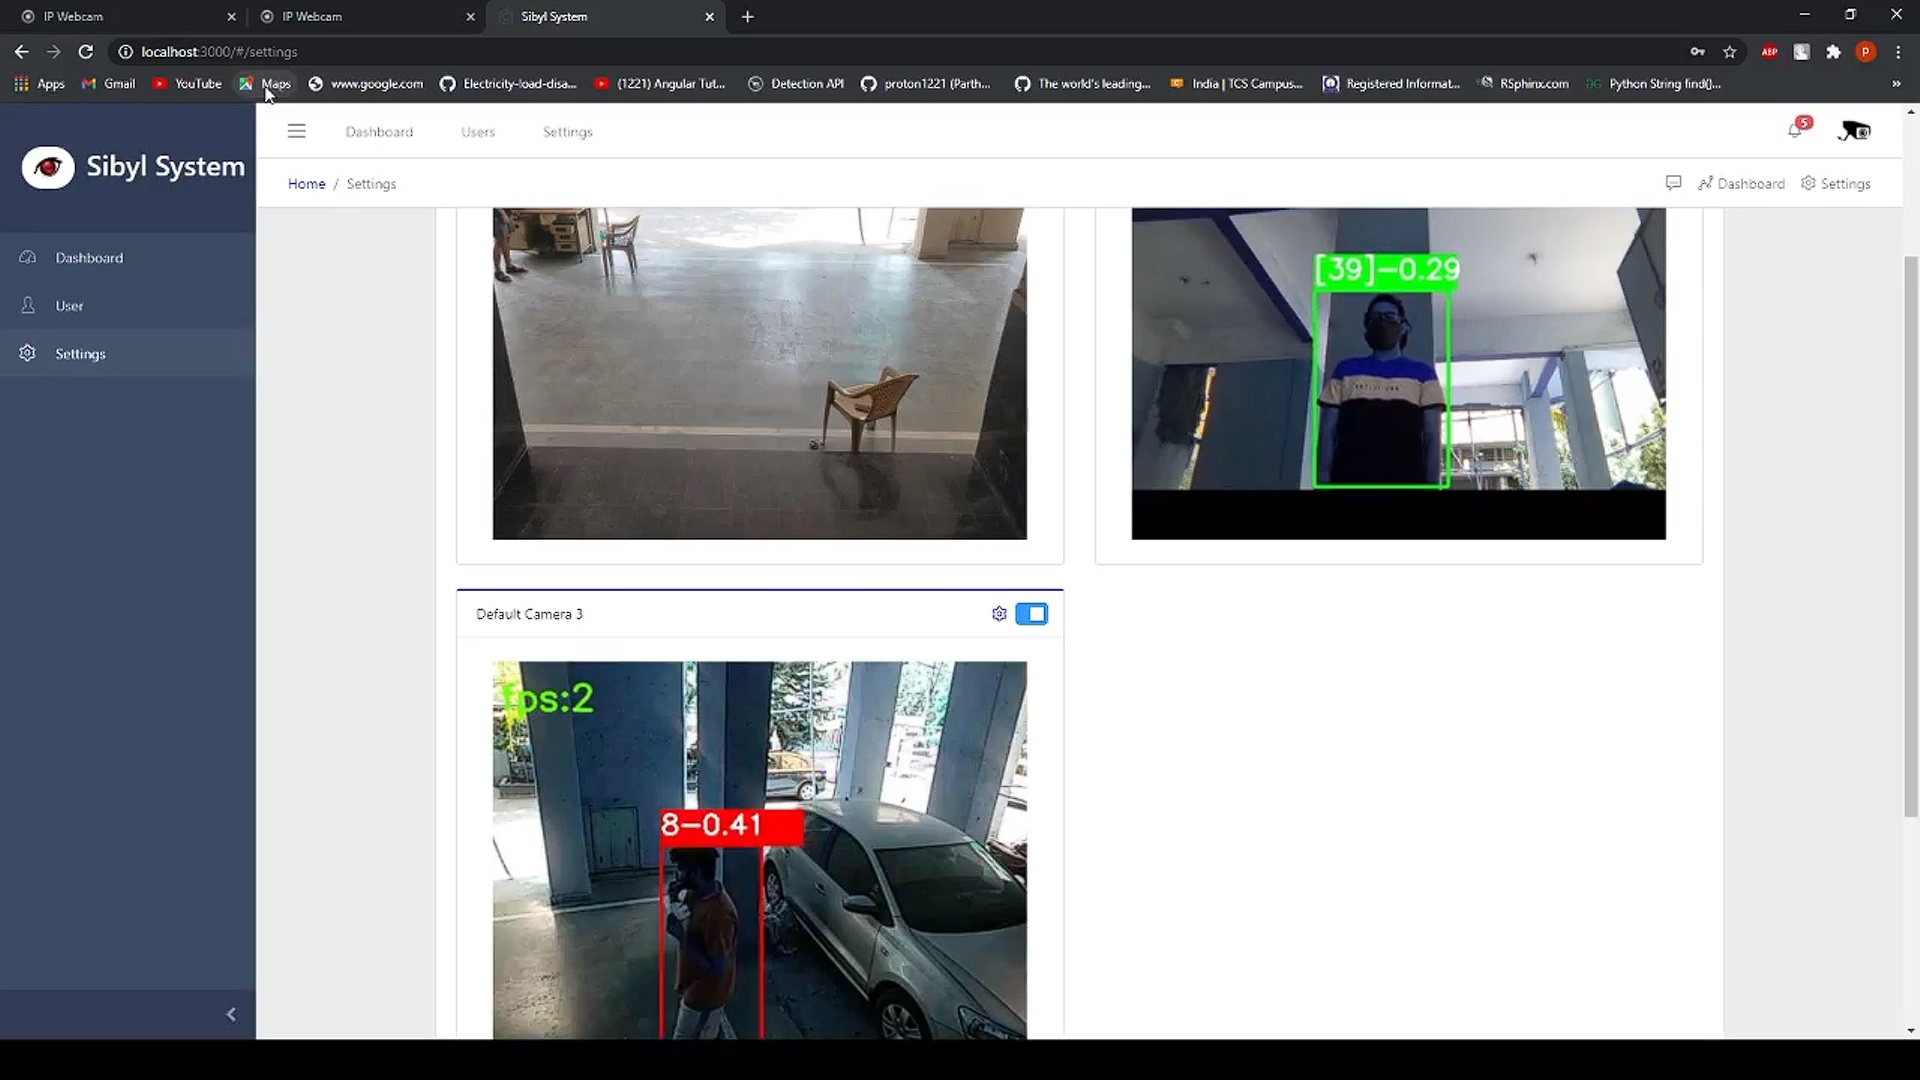 IP Webcam
IP Webcam
Sibyl System
localhost:3000/#/settings
ABP
P
Apps
Gmail
YouTube
Maps
www.google.com
Electricity-load-disa...
(1221) Angular Tut...
Detection API
proton1221 (Parth...
The world's leading...
India | TCS Campus...
Registered Informat...
RSphinx.com
Python String find()...
»
Sibyl System
Dashboard
Users
Settings
5
Home / Settings
Dashboard
Settings
Dashboard
User
Settings
[39]-0.29
Default Camera 3
fps:2
8-0.41